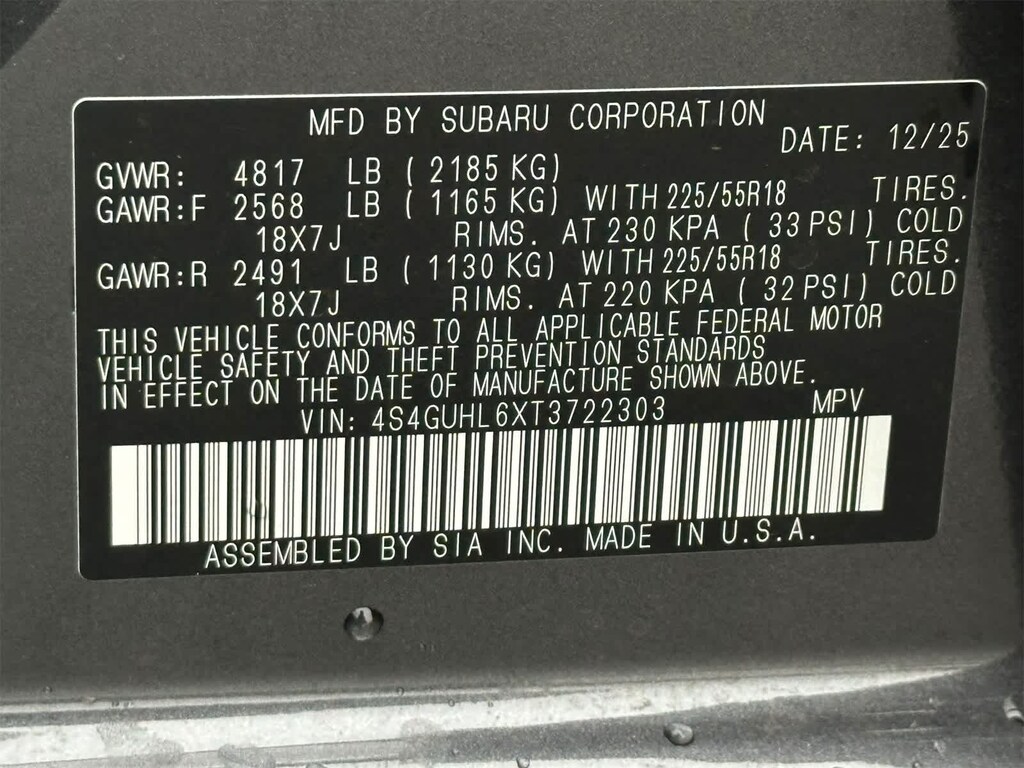 MFD BY SUBARU CORPORATION
DATE: 12/25
GVWR: 4817 LB ( 2185 KG)
GAWR:F 2568 LB ( 1165 KG) WITH 225/55R18 TIRES.
18X7J RIMS. AT 230 KPA ( 33 PSI) COLD
GAWR:R 2491 LB ( 1130 KG) WITH 225/55R18 TIRES.
18X7J RIMS. AT 220 KPA ( 32 PSI) COLD
THIS VEHICLE CONFORMS TO ALL APPLICABLE FEDERAL MOTOR
VEHICLE SAFETY AND THEFT PREVENTION STANDARDS
IN EFFECT ON THE DATE OF MANUFACTURE SHOWN ABOVE.
VIN: 4S4GUHL6XT3722303 MPV
ASSEMBLED BY SIA INC. MADE IN U.S.A.